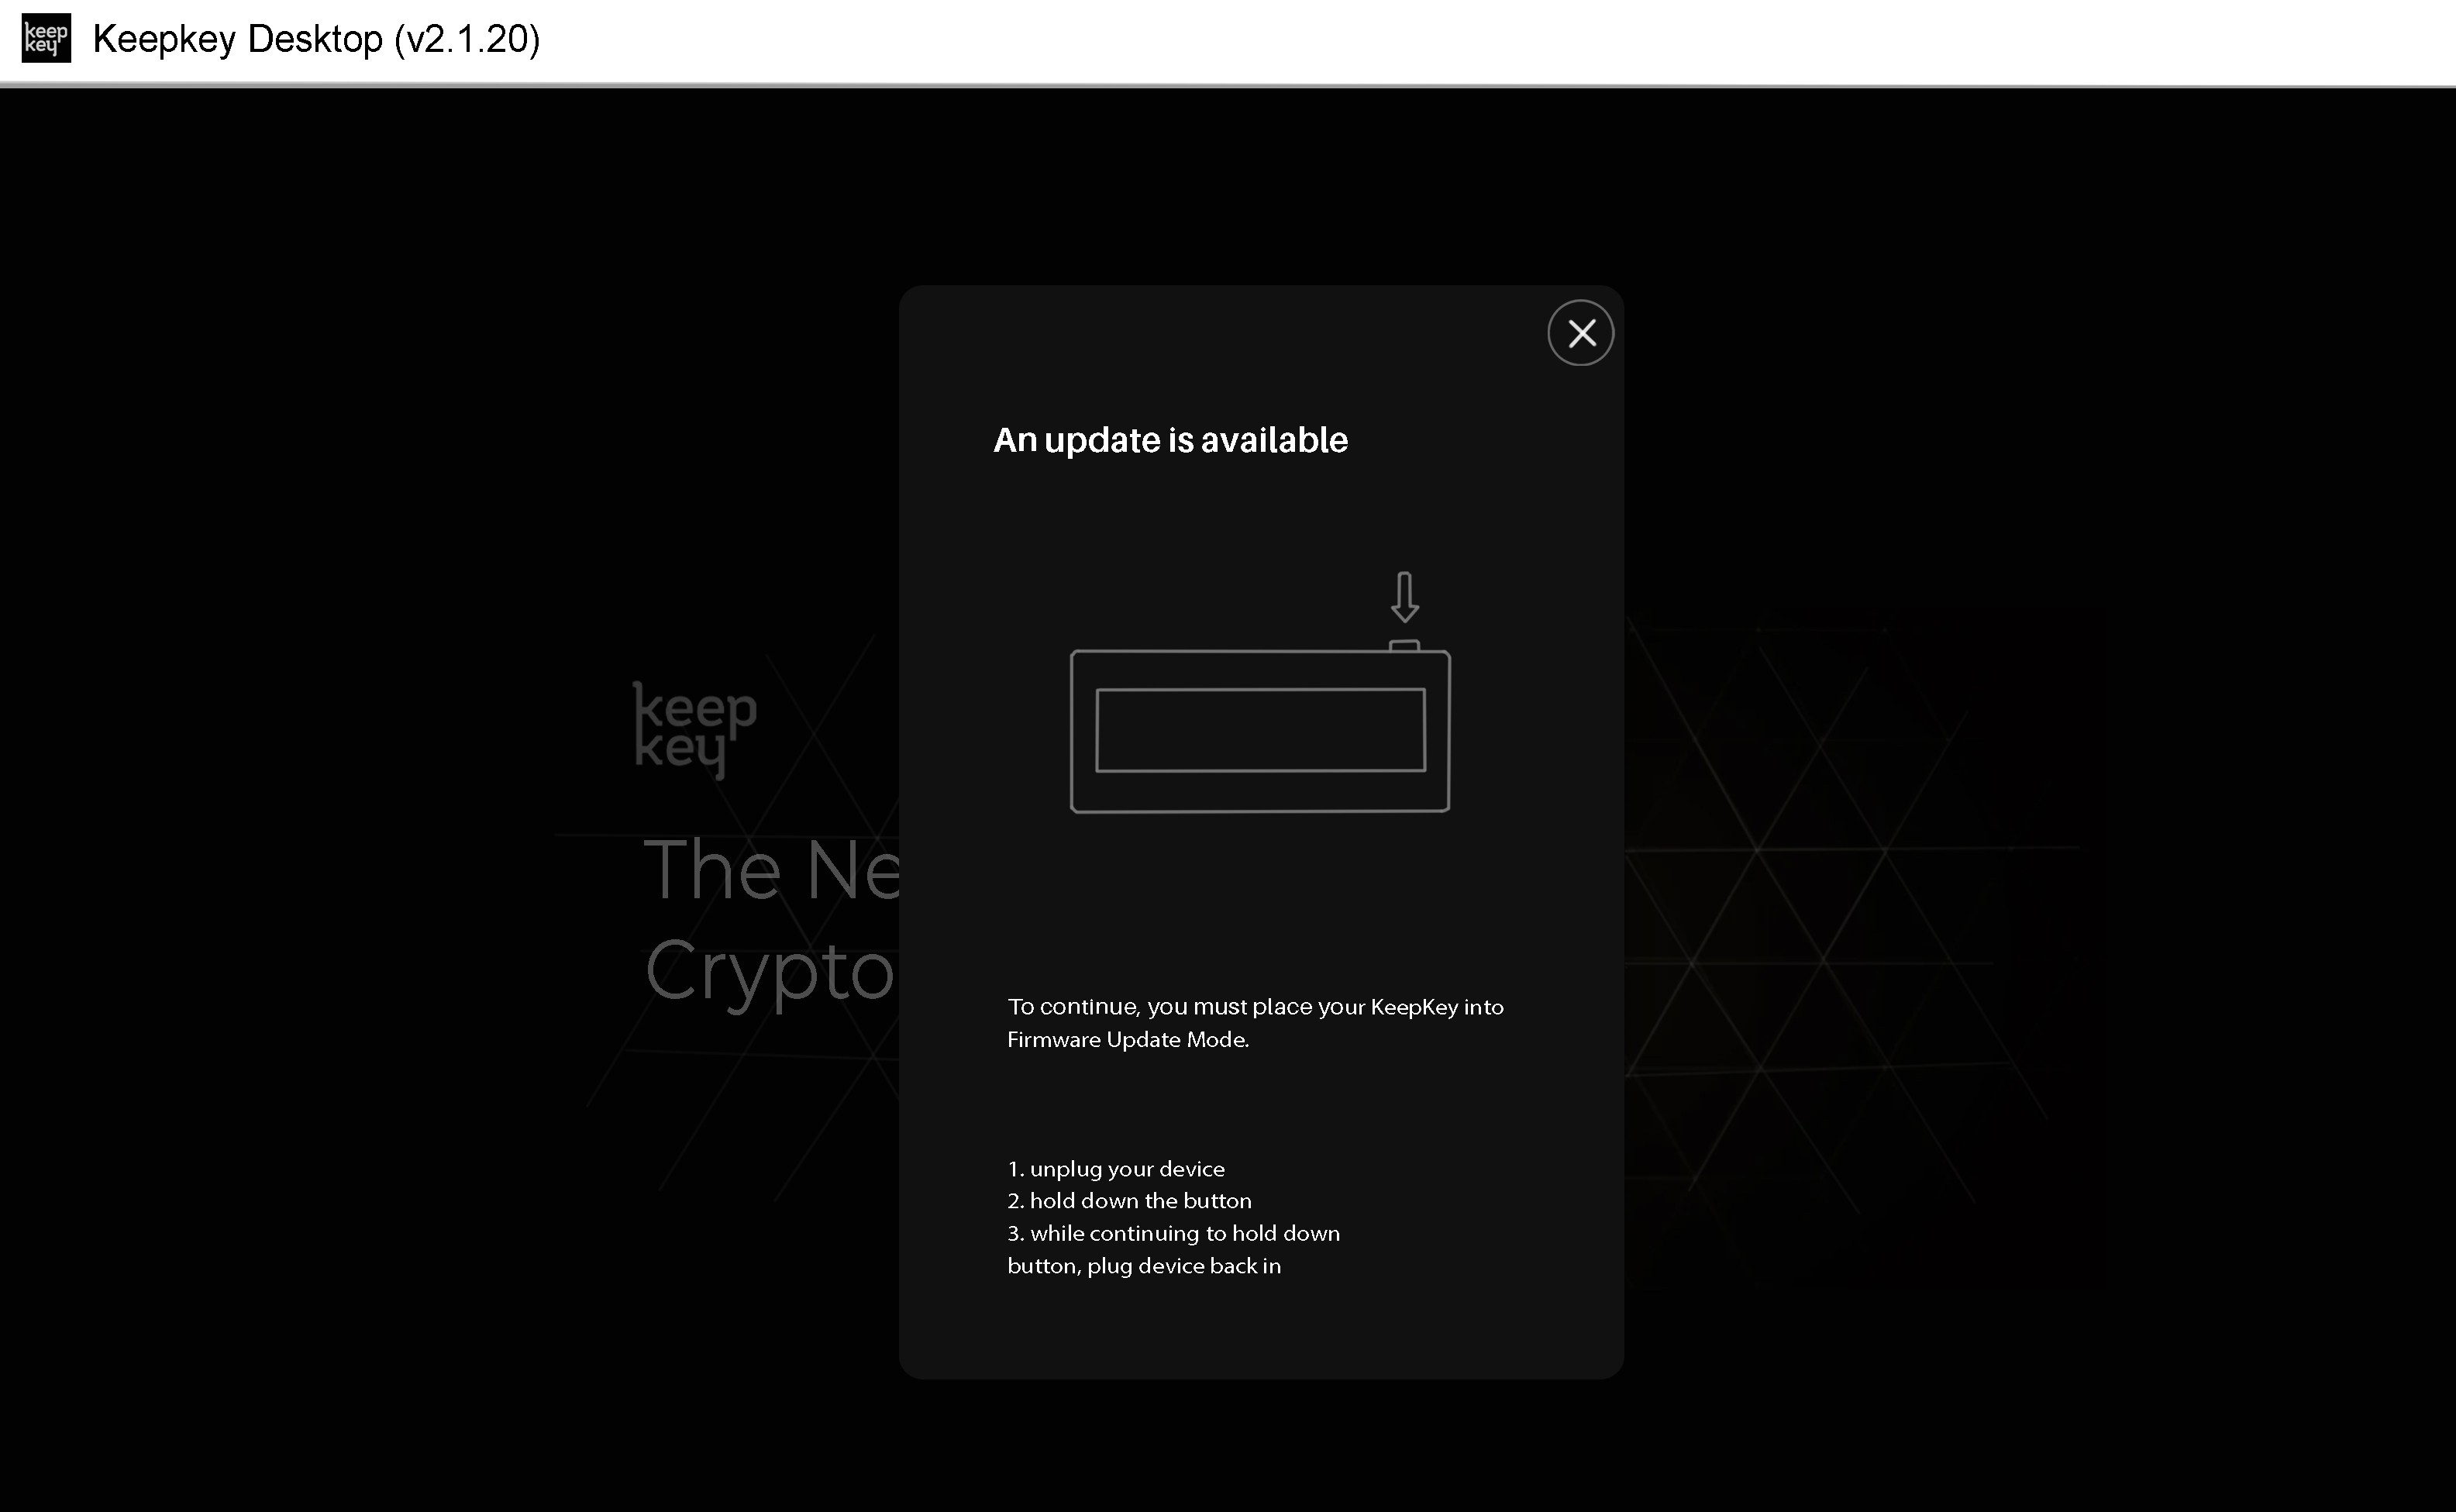 keep
key
Keepkey Desktop (v2.1.20)
An update is available
keep
key
The Ne
Crypto
To continue, you must place your KeepKey into
Firmware Update Mode.
1. unplug your device
2. hold down the button
3. while continuing to hold down
button, plug device back in